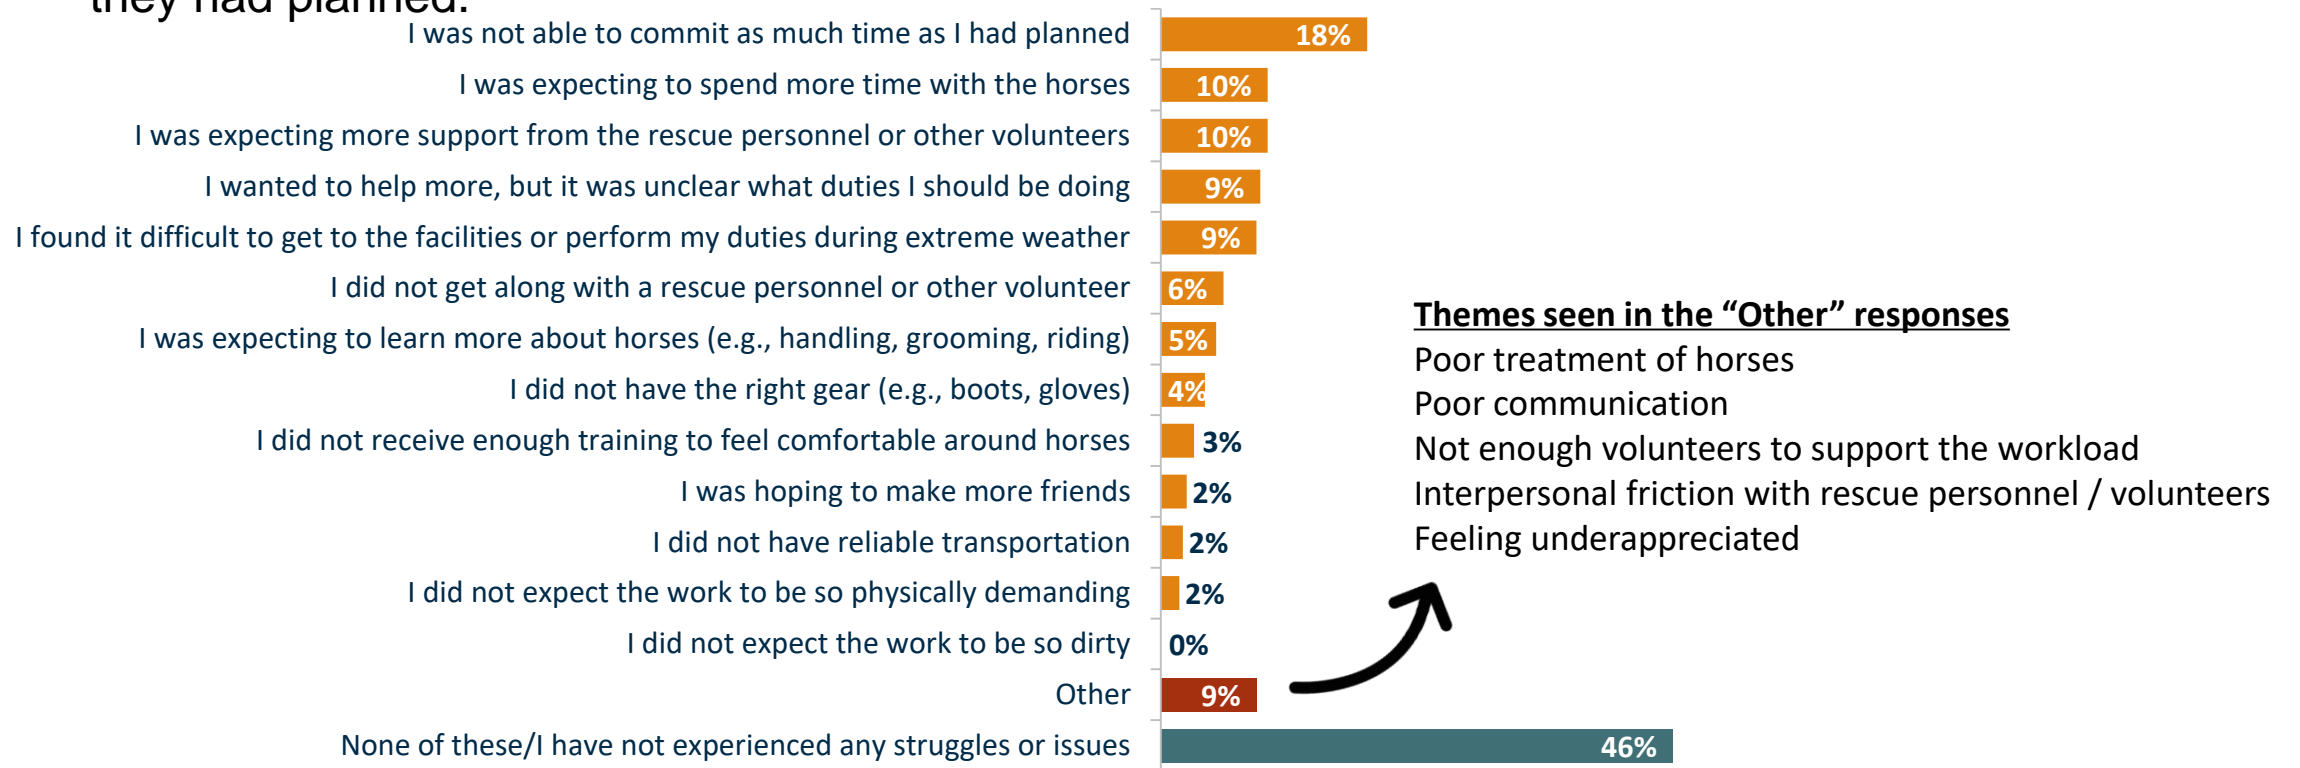 they had planned.
I was not able to commit as much time as I had planned 18%
I was expecting to spend more time with the horses 10%
I was expecting more support from the rescue personnel or other volunteers 10%
I wanted to help more, but it was unclear what duties I should be doing 9%
I found it difficult to get to the facilities or perform my duties during extreme weather 9%
I did not get along with a rescue personnel or other volunteer 6%
I was expecting to learn more about horses (e.g., handling, grooming, riding) 5%
I did not have the right gear (e.g., boots, gloves) 4%
I did not receive enough training to feel comfortable around horses 3%
I was hoping to make more friends 2%
I did not have reliable transportation 2%
I did not expect the work to be so physically demanding 2%
I did not expect the work to be so dirty 0%
Other 9%
None of these/I have not experienced any struggles or issues 46%
Themes seen in the “Other” responses
Poor treatment of horses
Poor communication
Not enough volunteers to support the workload
Interpersonal friction with rescue personnel / volunteers
Feeling underappreciated